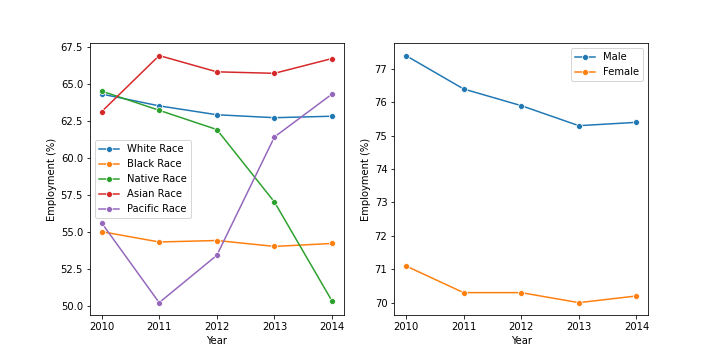 67.5
65.0
62.5
60.0
57.5
55.0
52.5
50.0
Employment (%)
White Race
Black Race
Native Race
Asian Race
Pacific Race
2010 2011 2012 2013 2014
Year
77
76
75
74
73
72
71
70
Employment (%)
Male
Female
2010 2011 2012 2013 2014
Year